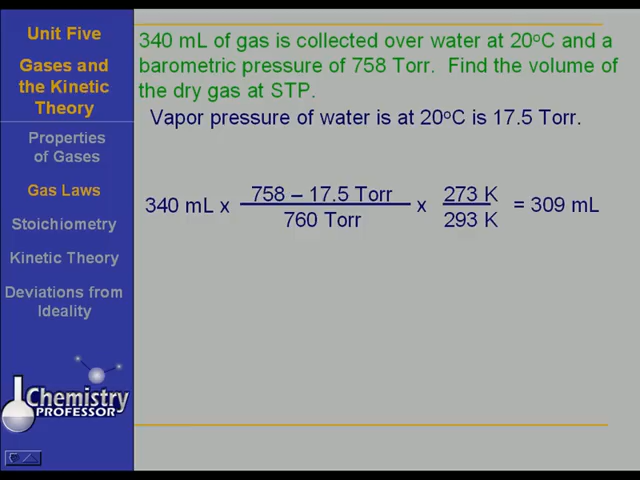 Unit Five
Gases and
the Kinetic
Theory
Properties
of Gases
Gas Laws
Stoichiometry
Kinetic Theory
Deviations from
Ideality
Chemistry
PROFESSOR
340 mL of gas is collected over water at 20ºC and a
barometric pressure of 758 Torr.  Find the volume of
the dry gas at STP.
Vapor pressure of water is at 20ºC is 17.5 Torr.
340 mL x 758 – 17.5 Torr / 760 Torr x 273 K / 293 K = 309 mL